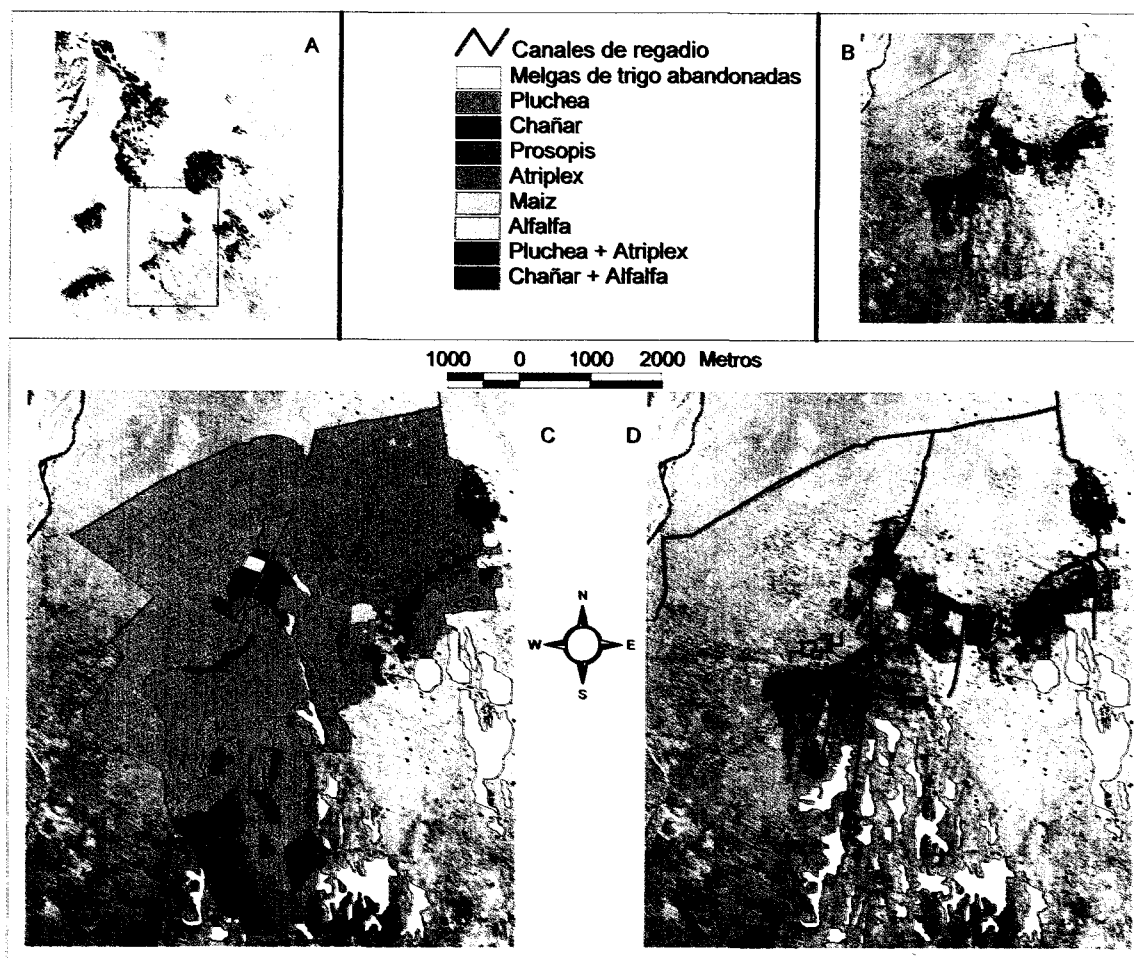 A
Canales de regadio
Melgas de trigo abandonadas
Pluchea
Chañar
Prosopis
Atriplex
Maiz
Alfalfa
Pluchea + Atriplex
Chañar + Alfalfa
B
1000 0 1000 2000 Metros
C
D
N
W E
S